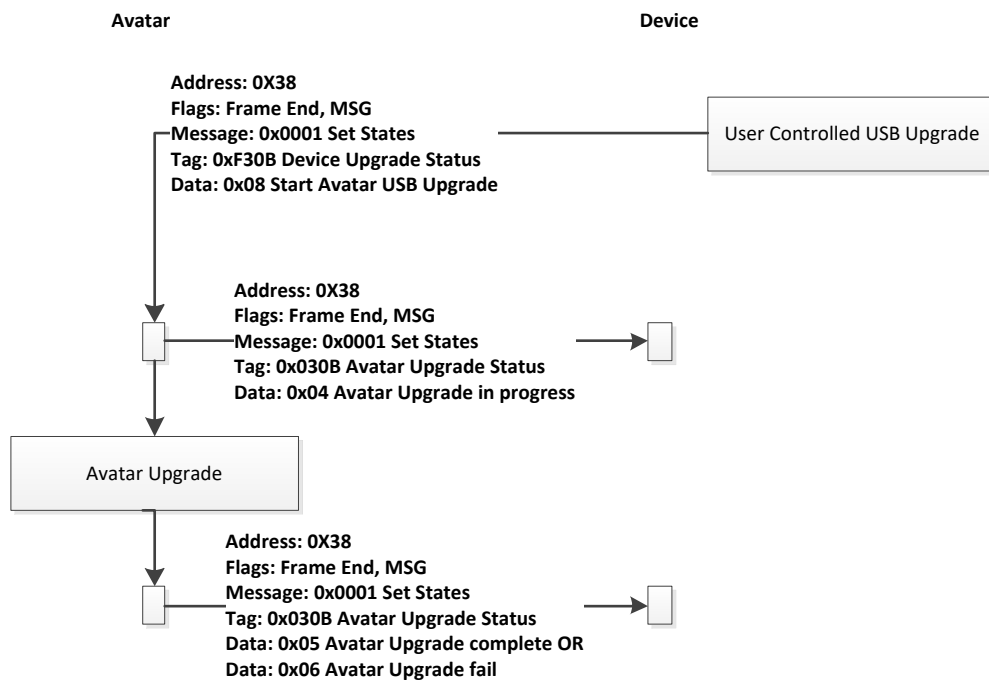 Avatar
Device
Address: 0X38
Flags: Frame End, MSG
Message: 0x0001 Set States
Tag: 0xF30B Device Upgrade Status
Data: 0x08 Start Avatar USB Upgrade
User Controlled USB Upgrade
Address: 0X38
Flags: Frame End, MSG
Message: 0x0001 Set States
Tag: 0x030B Avatar Upgrade Status
Data: 0x04 Avatar Upgrade in progress
Avatar Upgrade
Address: 0X38
Flags: Frame End, MSG
Message: 0x0001 Set States
Tag: 0x030B Avatar Upgrade Status
Data: 0x05 Avatar Upgrade complete OR
Data: 0x06 Avatar Upgrade fail